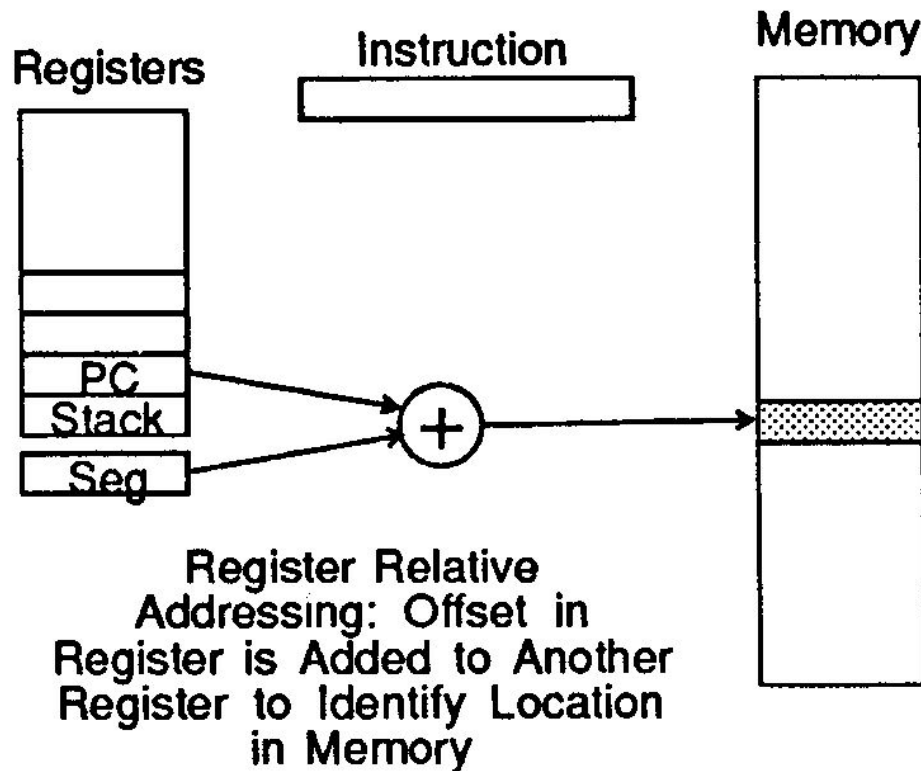 Registers
Instruction
Memory
PC
Stack
Seg
+
Register Relative
Addressing: Offset in
Register is Added to Another
Register to Identify Location
in Memory